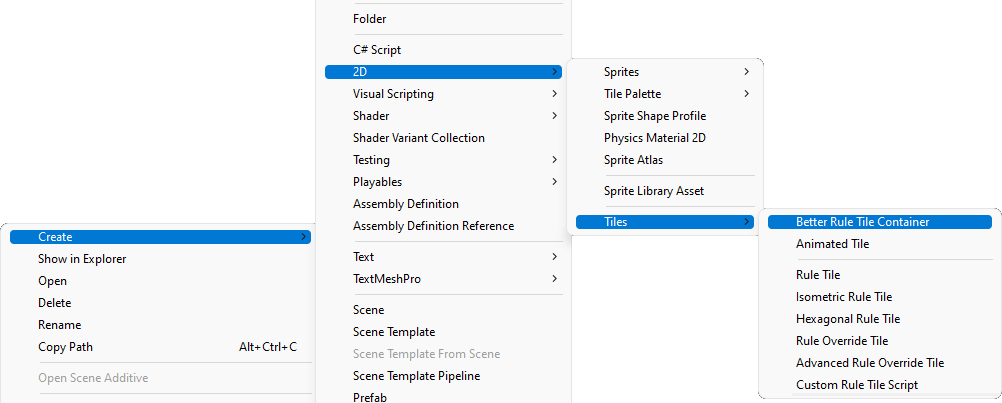 Create
Show in Explorer
Open
Delete
Rename
Copy Path Alt+Ctrl+C
Open Scene Additive
Folder
C# Script
2D
Visual Scripting
Shader
Shader Variant Collection
Testing
Playables
Assembly Definition
Assembly Definition Reference
Text
TextMeshPro
Scene
Scene Template
Scene Template From Scene
Scene Template Pipeline
Prefab
Sprites
Tile Palette
Sprite Shape Profile
Physics Material 2D
Sprite Atlas
Sprite Library Asset
Tiles
Better Rule Tile Container
Animated Tile
Rule Tile
Isometric Rule Tile
Hexagonal Rule Tile
Rule Override Tile
Advanced Rule Override Tile
Custom Rule Tile Script